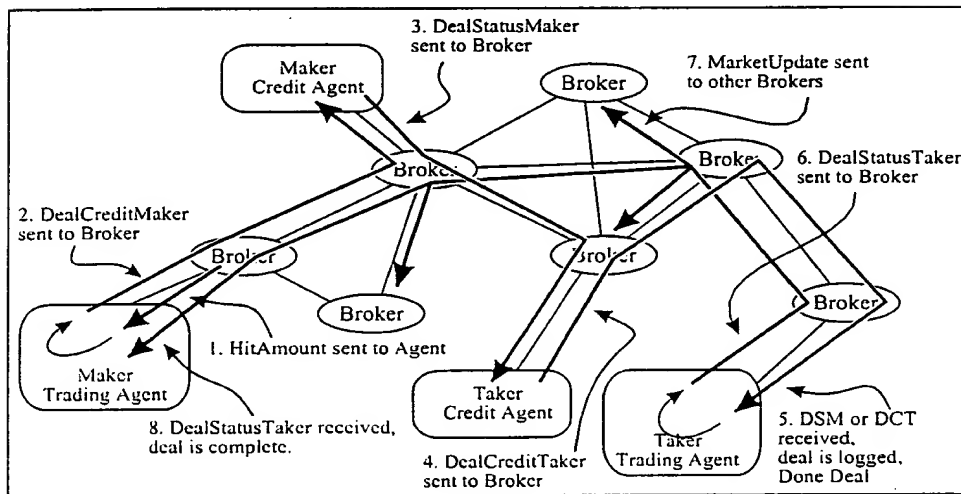 3. DealStatusMaker
sent to Broker
Maker
Credit Agent
Broker
7. MarketUpdate sent
to other Brokers
Broker
Broker
6. DealStatusTaker
sent to Broker
2. DealCreditMaker
sent to Broker
Broker
Broker
Broker
Broker
1. HitAmount sent to Agent
Maker
Trading Agent
Taker
Credit Agent
Taker
Trading Agent
8. DealStatusTaker received,
deal is complete.
4. DealCreditTaker
sent to Broker
5. DSM or DCT
received,
deal is logged,
Done Deal